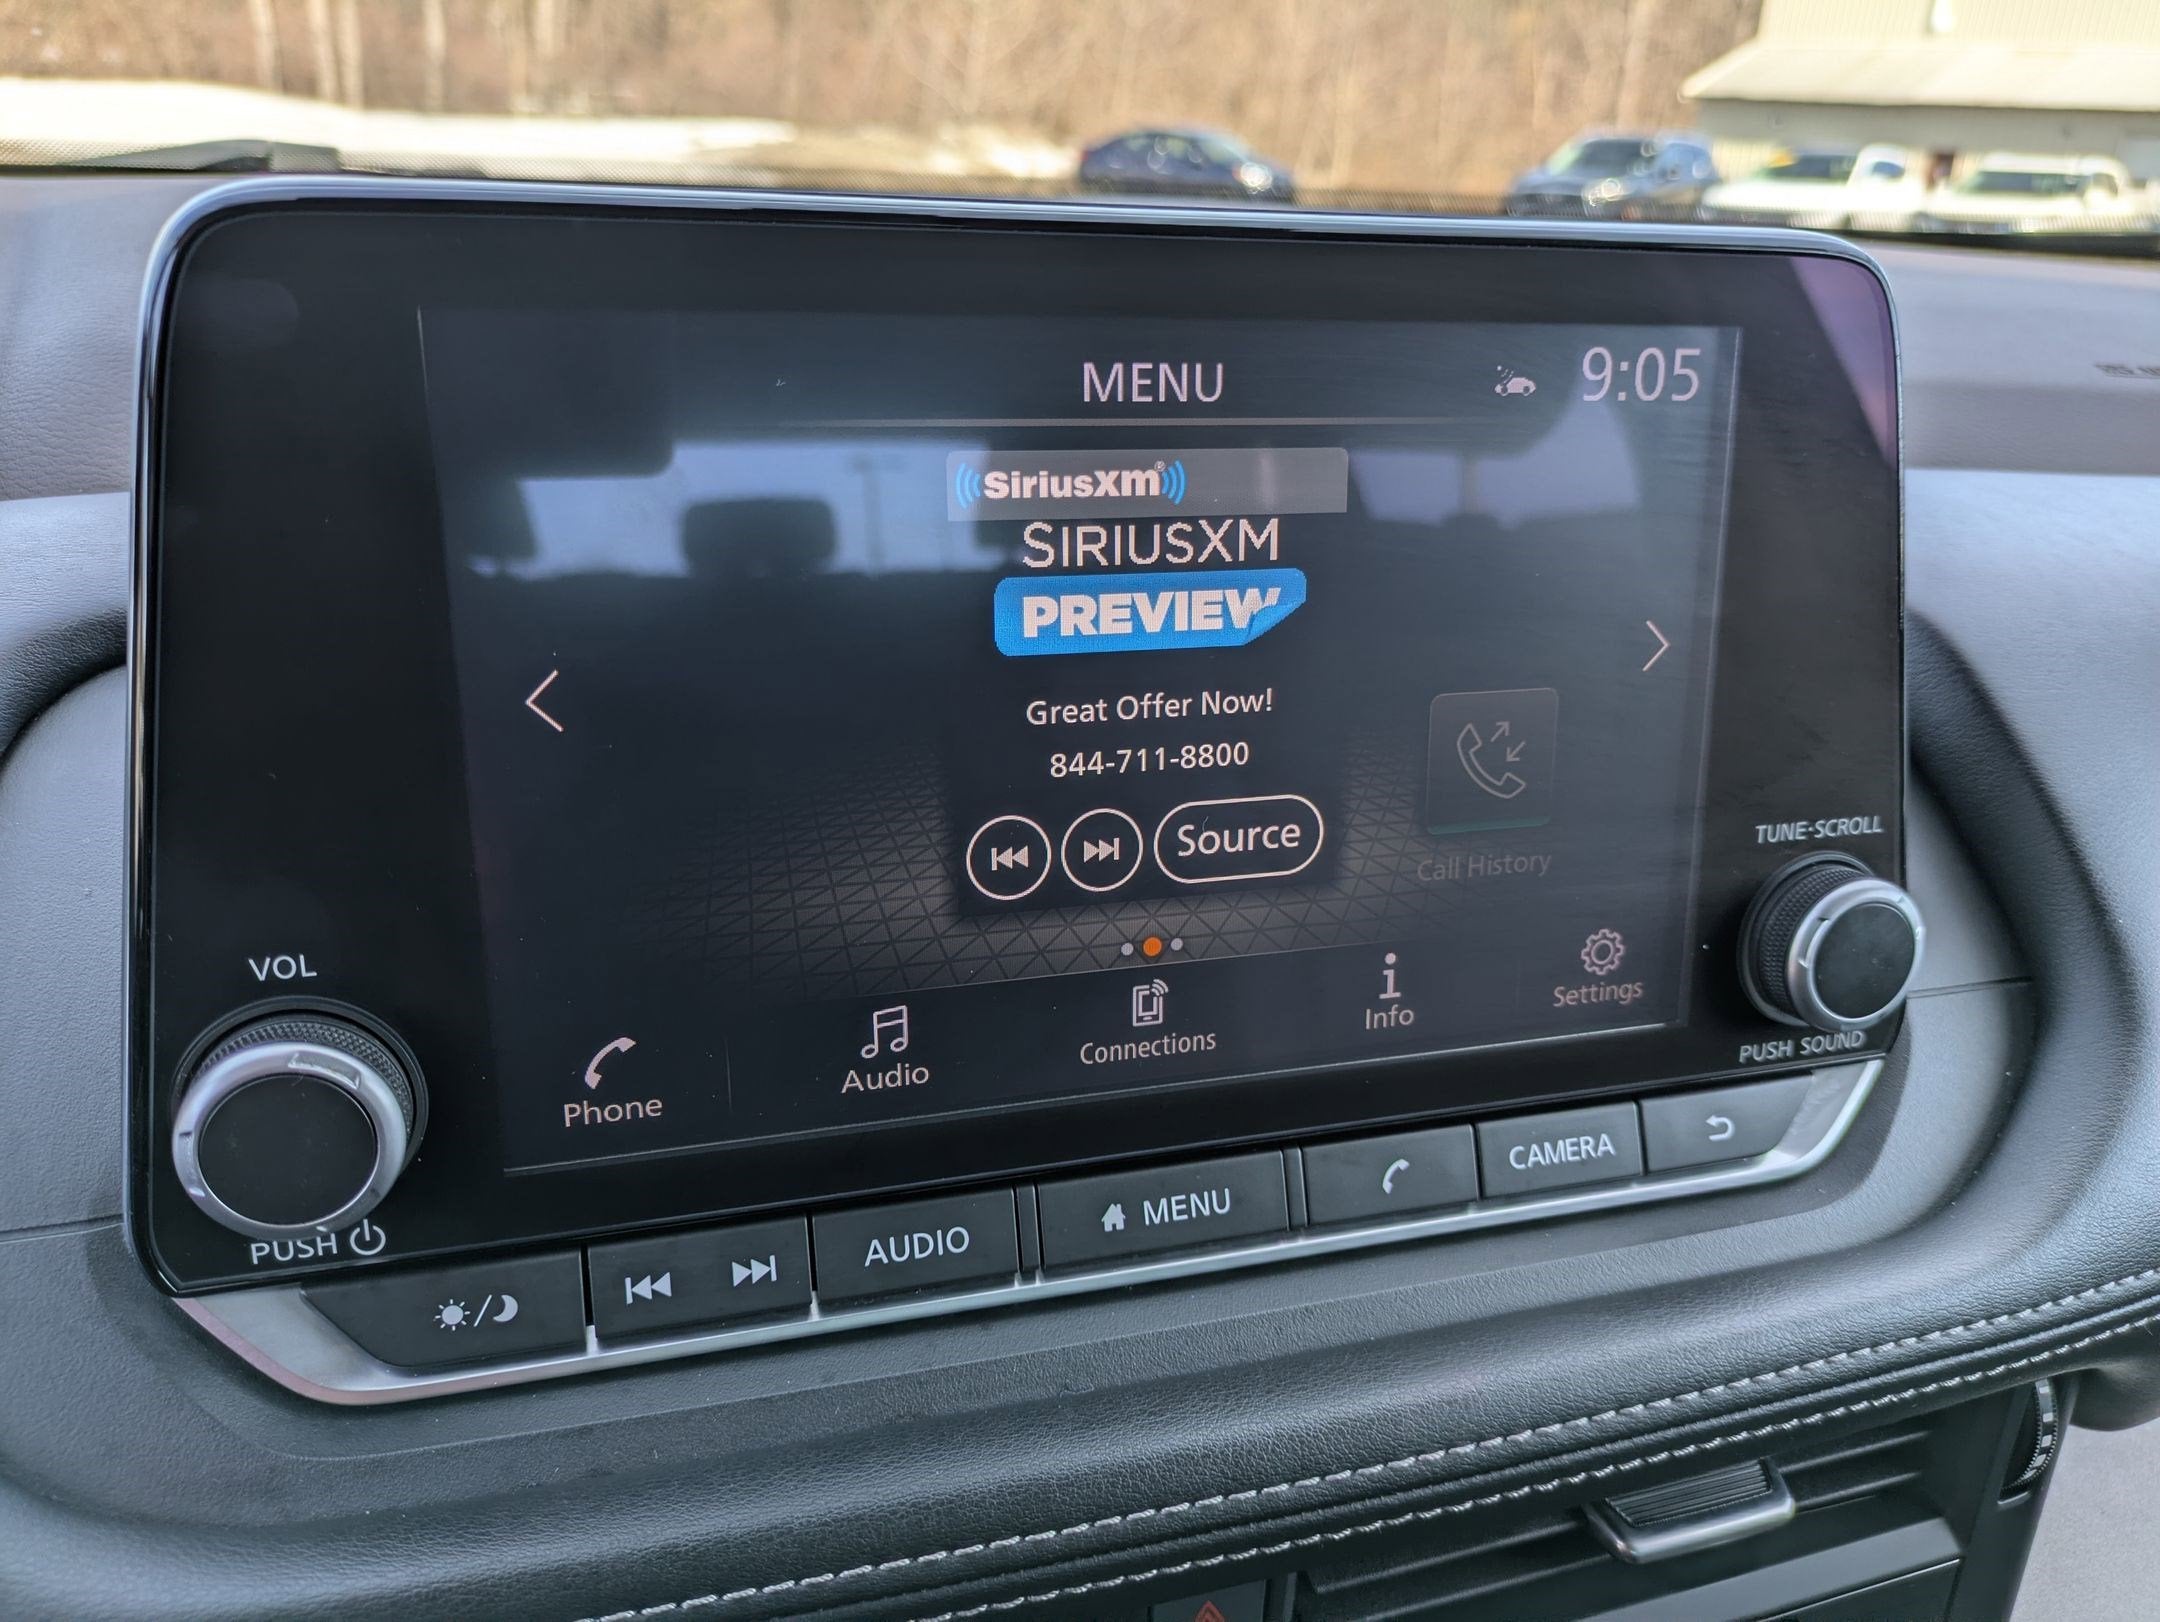 MENU
9:05
SiriusXM
SIRIUSXM
PREVIEW
Great Offer Now!
844-711-8800
Source
Call History
Phone
Audio
Connections
Info
Settings
VOL
PUSH
TUNE·SCROLL
PUSH SOUND
AUDIO
MENU
CAMERA